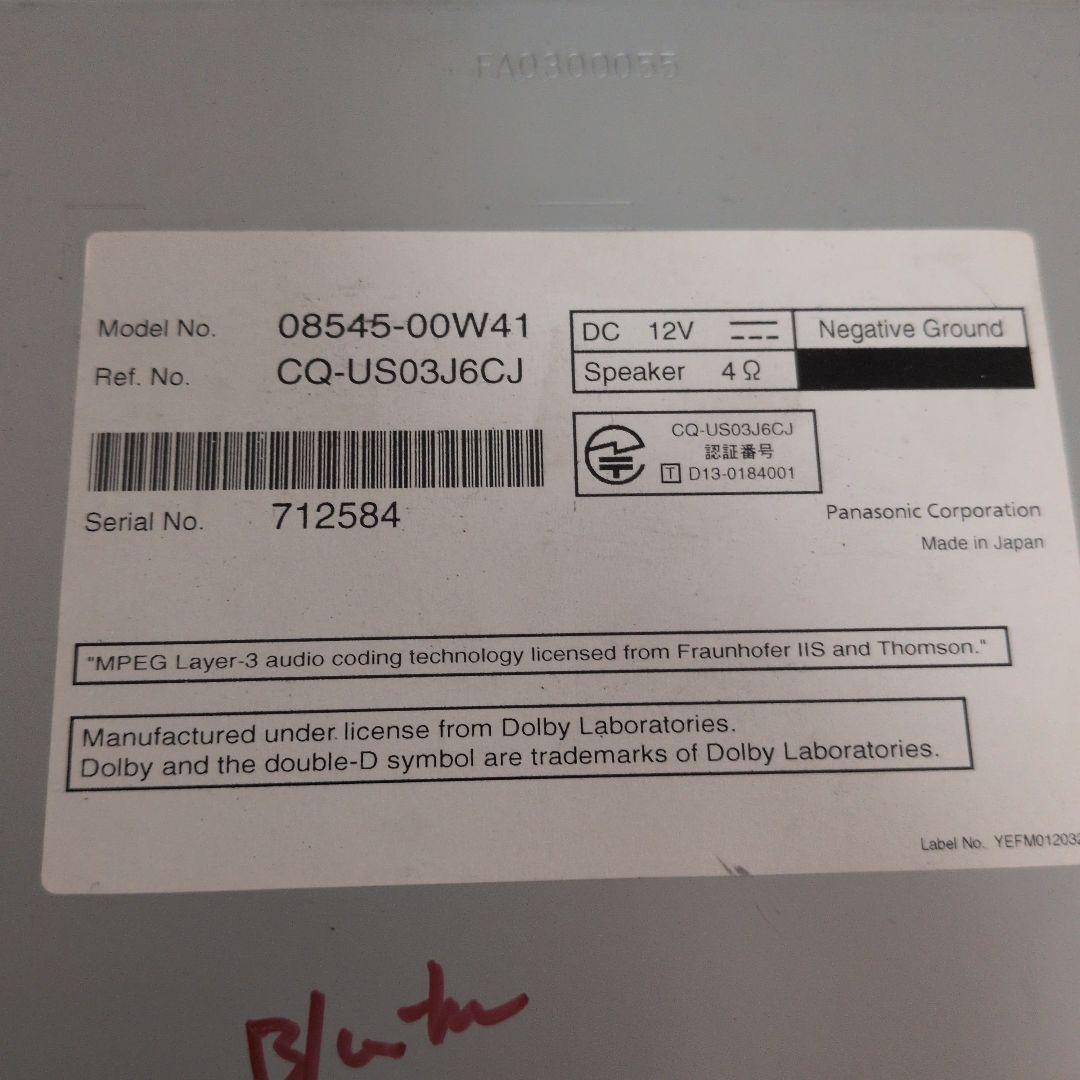 FA0300055
Model No. 08545-00W41
Ref. No. CQ-US03J6CJ
Serial No. 712584
DC 12V Negative Ground
Speaker 4Ω
CQ-US03J6CJ
認証番号
T D13-0184001
Panasonic Corporation
Made in Japan
"MPEG Layer-3 audio coding technology licensed from Fraunhofer IIS and Thomson."
Manufactured under license from Dolby Laboratories.
Dolby and the double-D symbol are trademarks of Dolby Laboratories.
Label No. YEFM012032